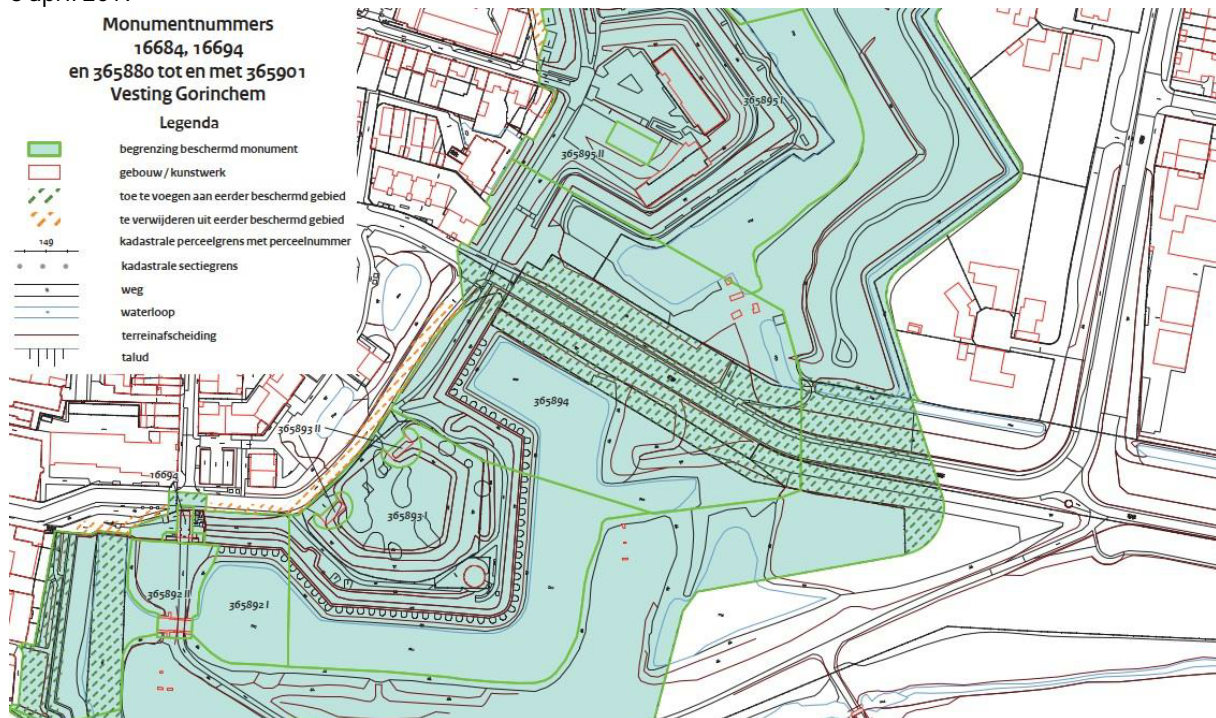 Monumentnummers
16684, 16694
en 365880 tot en met 365901
Vesting Gorinchem
Legenda
begrenzing beschermd monument
gebouw / kunstwerk
toe te voegen aan eerder beschermd gebied
te verwijderen uit eerder beschermd gebied
149
kadastrale perceelgrens met perceelnummer
kadastrale sectiegrens
weg
waterloop
terreinafscheiding
talud
365895 I
365895 II
365894
365893 II
16694
365893 I
365892 II
365892 I